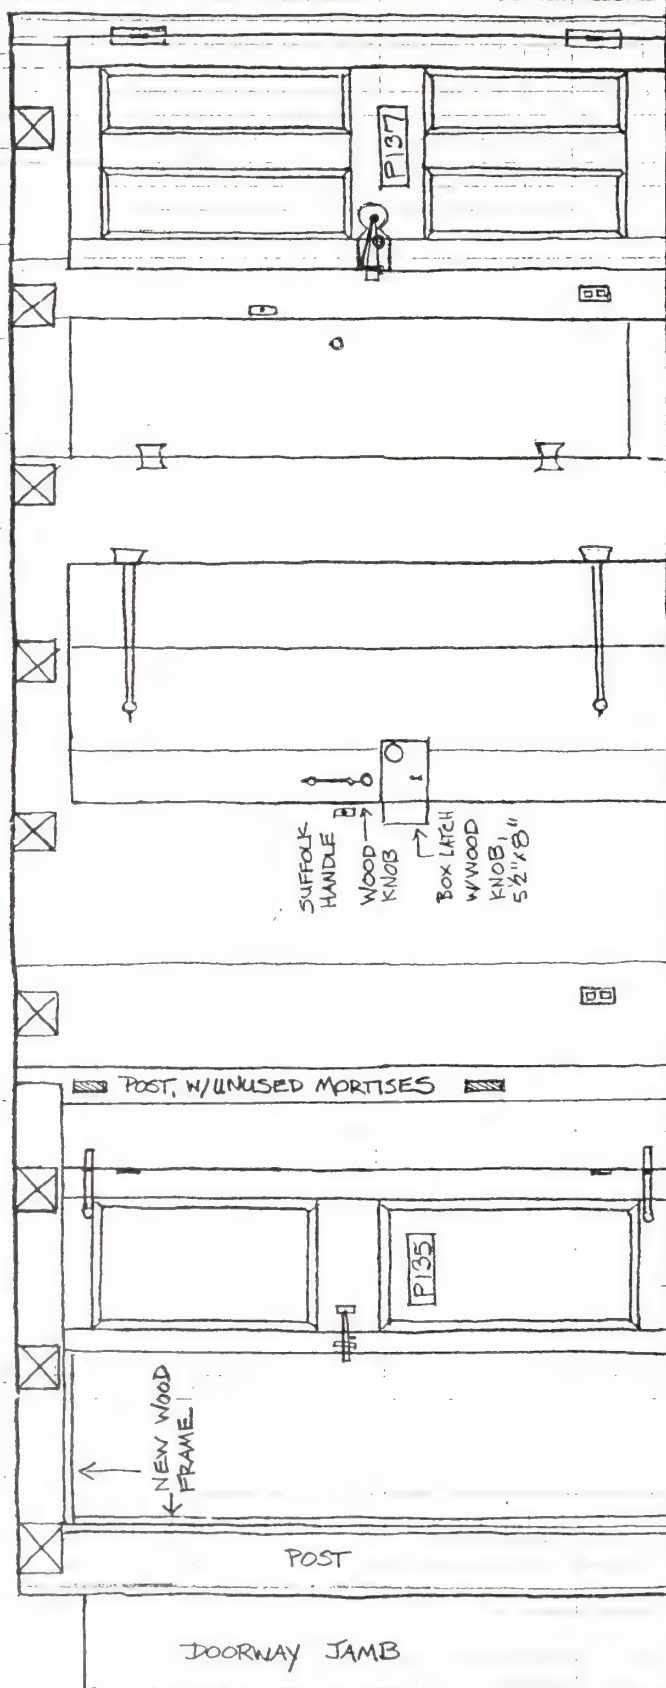 P137
SUFFOLK
HANDLE
WOOD
KNOB
BOX LATCH
W/WOOD
KNOB,
5½"x8"
POST, W/UNUSED MORTISES
P135
NEW WOOD
FRAME
POST
DOORWAY JAMB